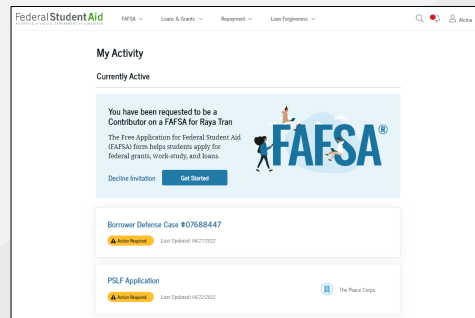 Federal Student Aid
AN OFFICE of the U.S. DEPARTMENT of EDUCATION
FAFSA Loans & Grants Repayment Loan Forgiveness Alcina
My Activity
Currently Active
You have been requested to be a
Contributor on a FAFSA for Raya Tran
The Free Application for Federal Student Aid
(FAFSA) form helps students apply for
federal grants, work-study, and loans.
Decline Invitation Get Started
FAFSA®
Borrower Defense Case #07688447
Action Required Last Updated: 06/27/2022
PSLF Application
Action Required Last Updated: 06/22/2022
The Peace Corps